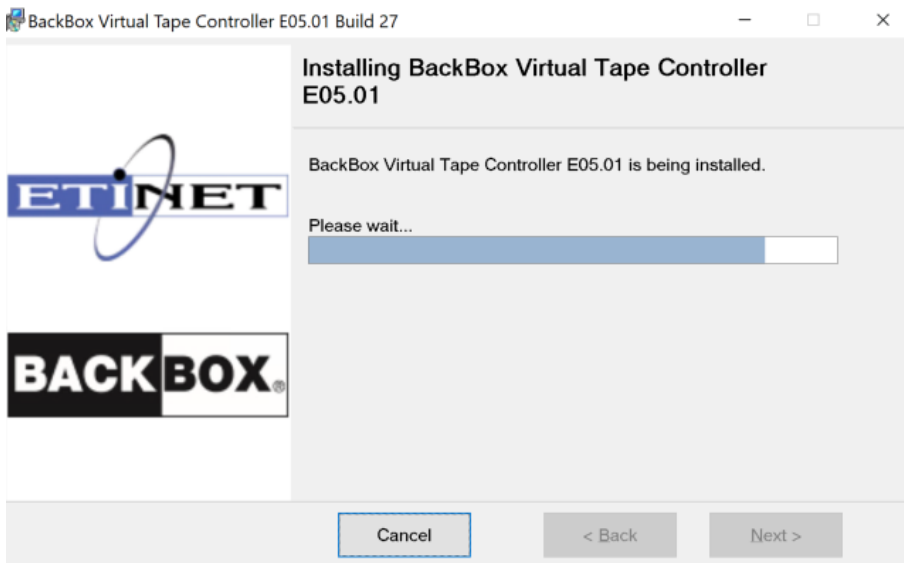 BackBox Virtual Tape Controller E05.01 Build 27
Installing BackBox Virtual Tape Controller
E05.01
ETINET
BackBox Virtual Tape Controller E05.01 is being installed.
Please wait...
BACKBOX®
Cancel
< Back
Next >